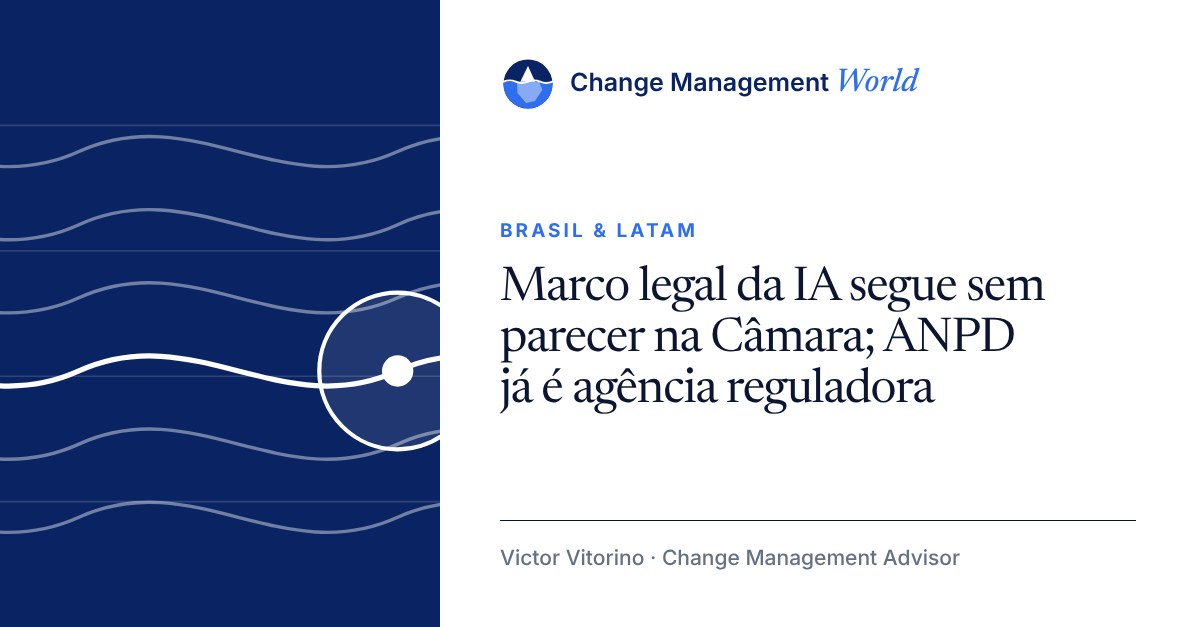 Change Management World
BRASIL & LATAM
Marco legal da IA segue sem
parecer na Câmara; ANPD
já é agência reguladora
Victor Vitorino · Change Management Advisor